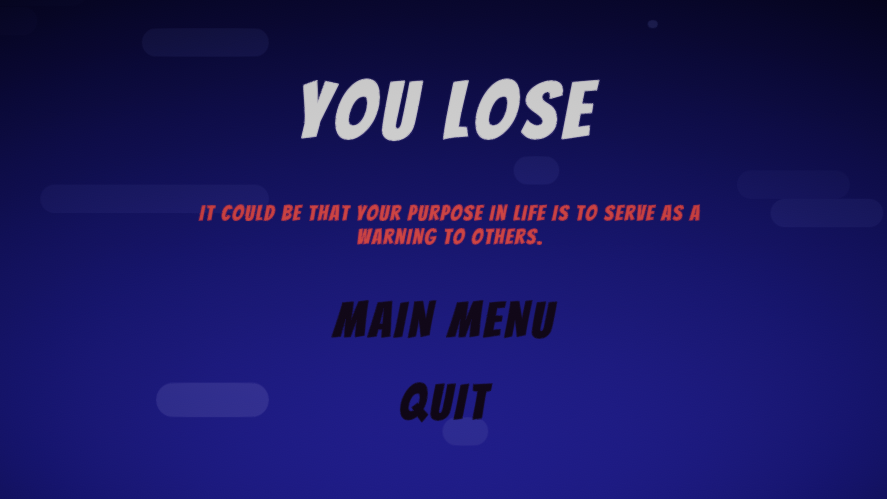 YOU LOSE
IT COULD BE THAT YOUR PURPOSE IN LIFE IS TO SERVE AS A
WARNING TO OTHERS.
MAIN MENU
QUIT